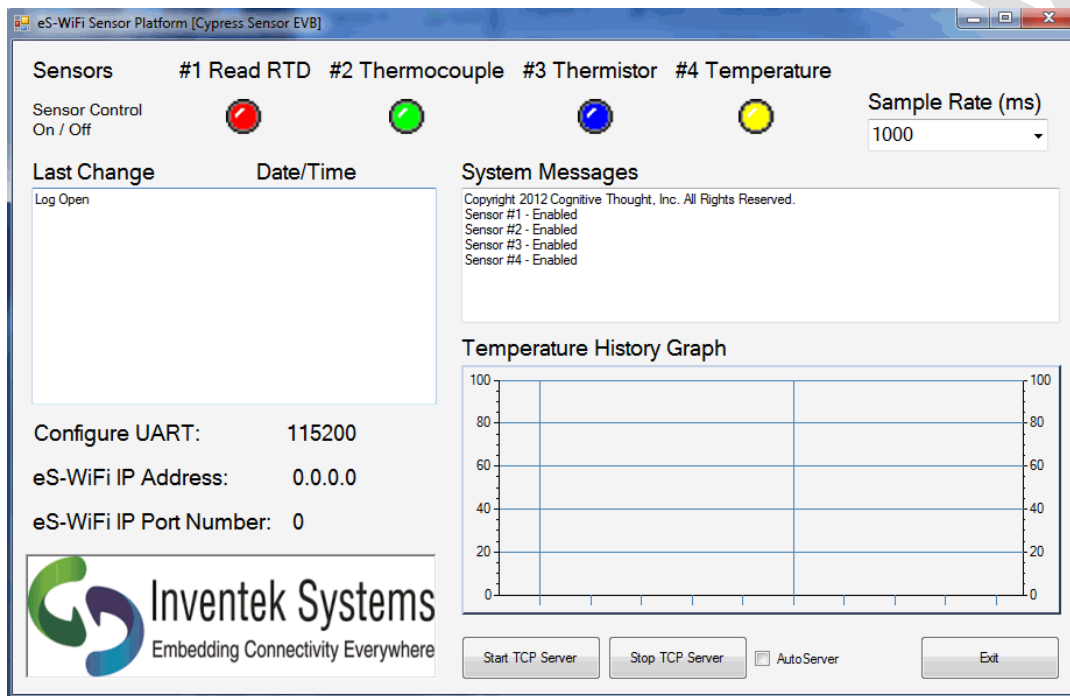 eS-WiFi Sensor Platform [Cypress Sensor EVB]
Sensors #1 Read RTD #2 Thermocouple #3 Thermistor #4 Temperature
Sensor Control
On / Off
Sample Rate (ms)
1000
Last Change Date/Time
Log Open
System Messages
Copyright 2012 Cognitive Thought, Inc. All Rights Reserved.
Sensor #1 - Enabled
Sensor #2 - Enabled
Sensor #3 - Enabled
Sensor #4 - Enabled
Temperature History Graph
100 100
80 80
60 60
40 40
20 20
0 0
Configure UART: 115200
eS-WiFi IP Address: 0.0.0.0
eS-WiFi IP Port Number: 0
Inventek Systems
Embedding Connectivity Everywhere
Start TCP Server Stop TCP Server AutoServer Exit